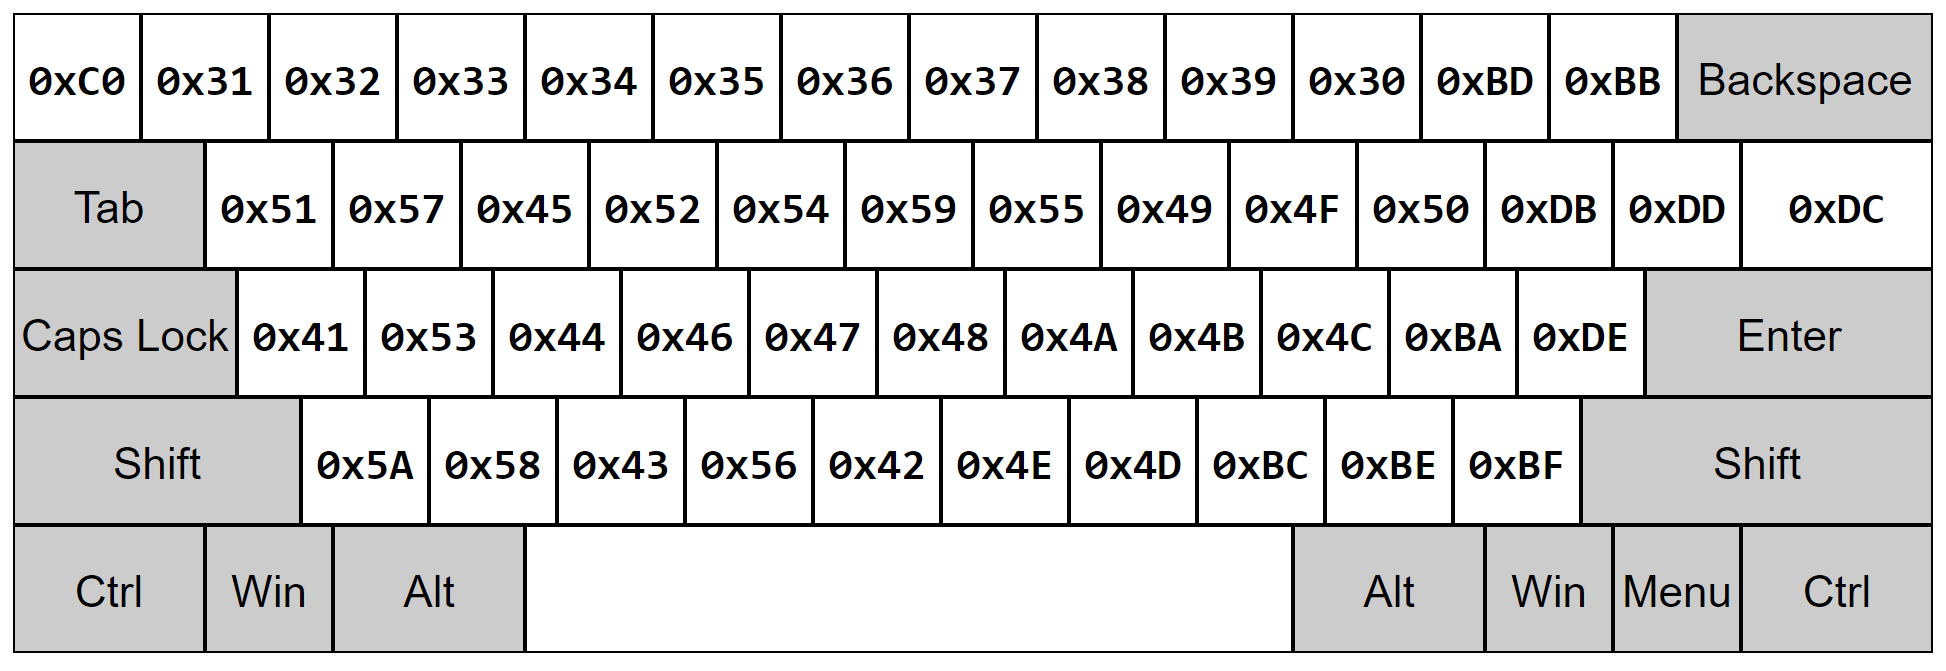 0xC0 0x31 0x32 0x33 0x34 0x35 0x36 0x37 0x38 0x39 0x30 0xBD 0xBB Backspace
Tab 0x51 0x57 0x45 0x52 0x54 0x59 0x55 0x49 0x4F 0x50 0xDB 0xDD 0xDC
Caps Lock 0x41 0x53 0x44 0x46 0x47 0x48 0x4A 0x4B 0x4C 0xBA 0xDE Enter
Shift 0x5A 0x58 0x43 0x56 0x42 0x4E 0x4D 0xBC 0xBE 0xBF Shift
Ctrl Win Alt Alt Win Menu Ctrl